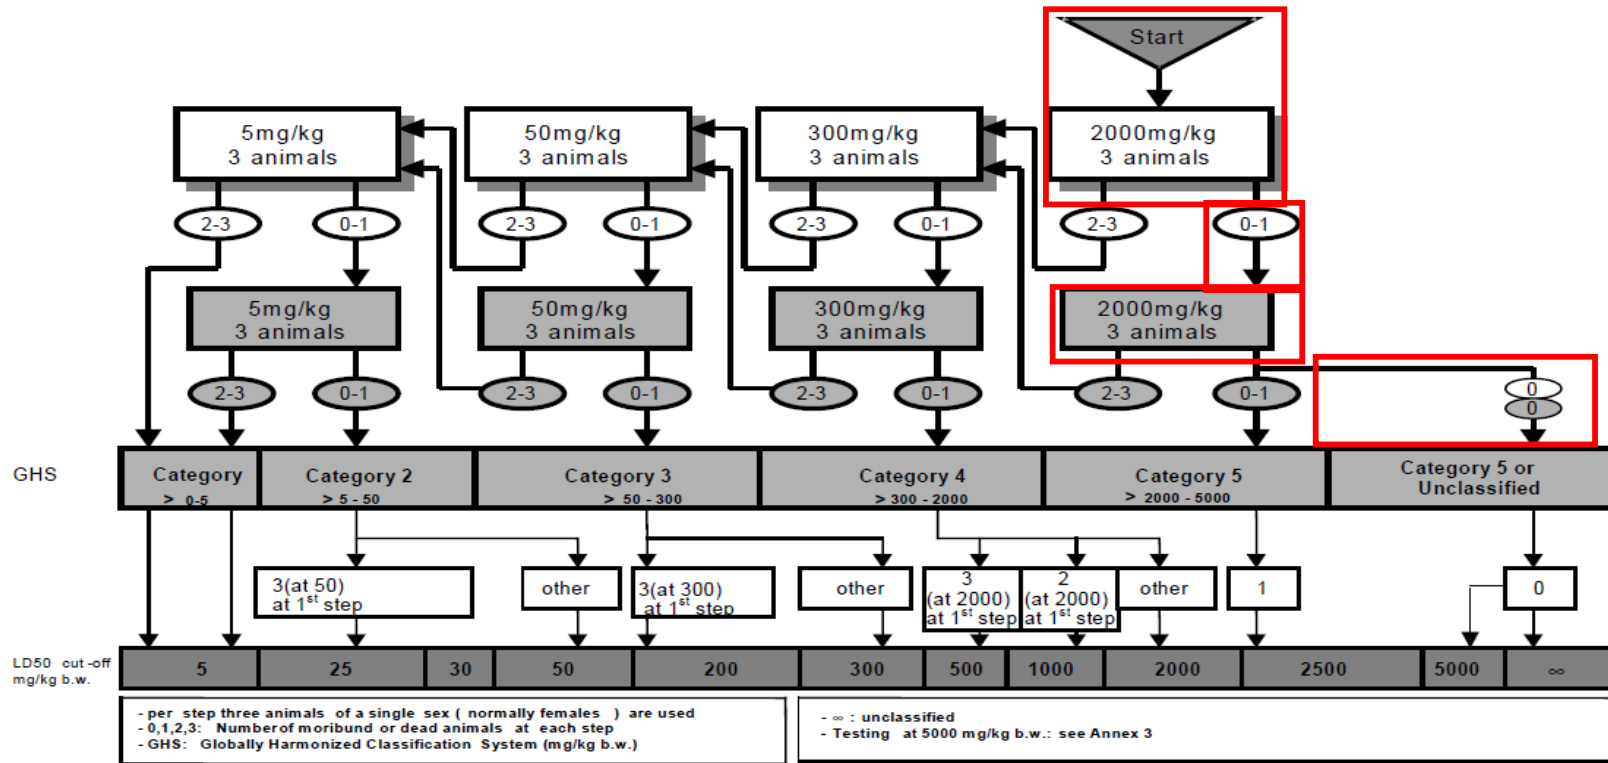 Start
5mg/kg
3 animals
50mg/kg
3 animals
300mg/kg
3 animals
2000mg/kg
3 animals
2-3
0-1
2-3
0-1
2-3
0-1
2-3
0-1
5mg/kg
3 animals
50mg/kg
3 animals
300mg/kg
3 animals
2000mg/kg
3 animals
2-3
0-1
2-3
0-1
2-3
0-1
2-3
0-1
0
0
GHS
Category
> 0-5
Category 2
> 5 - 50
Category 3
> 50 - 300
Category 4
> 300 - 2000
Category 5
> 2000 - 5000
Category 5 or
Unclassified
3(at 50)
at 1st step
other
3(at 300)
at 1st step
other
3
(at 2000)
at 1st step
2
(at 2000)
at 1st step
other
1
0
LD50 cut-off
mg/kg b.w.
5
25
30
50
200
300
500
1000
2000
2500
5000
∞
- per step three animals of a single sex ( normally females ) are used
- 0,1,2,3: Numberof moribund or dead animals at each step
- GHS: Globally Harmonized Classification System (mg/kg b.w.)
- ∞ : unclassified
- Testing at 5000 mg/kg b.w.: see Annex 3